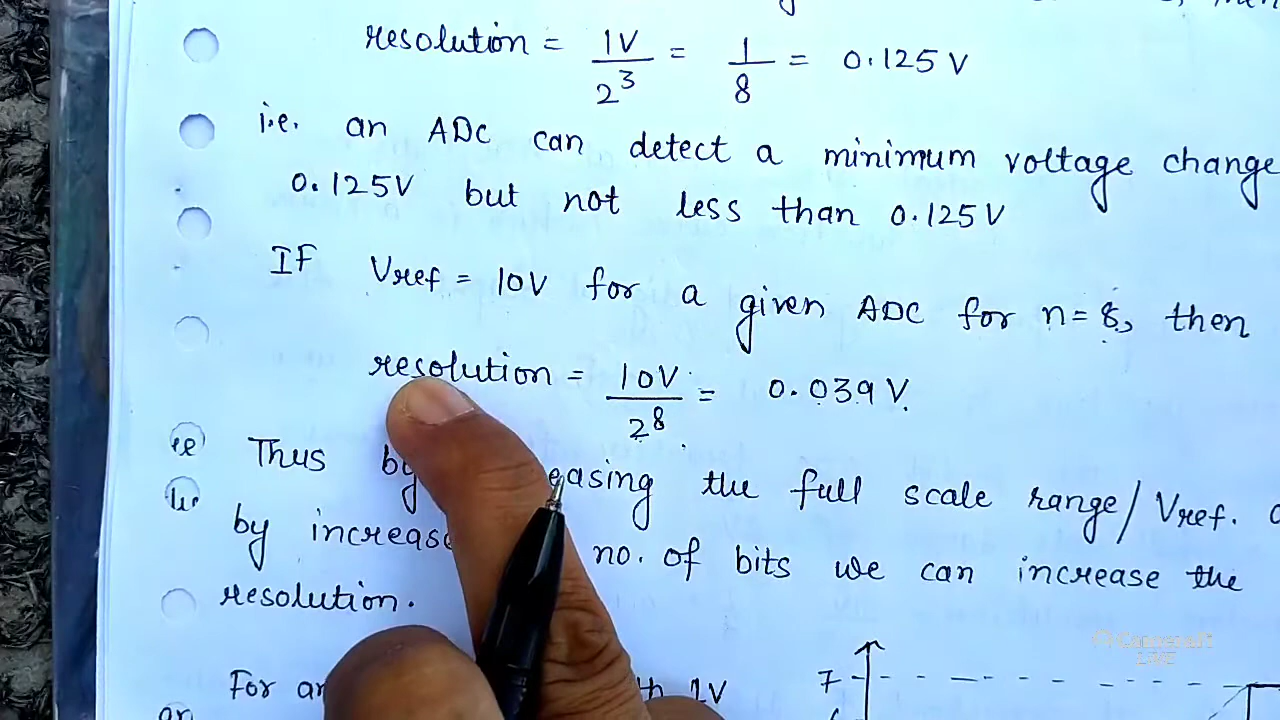 resolution = 1V / 2^3 = 1 / 8 = 0.125 V
i.e. an ADC can detect a minimum voltage change
0.125V but not less than 0.125 V
IF Vref = 10V for a given ADC for n = 8, then
resolution = 10V / 2^8 = 0.039 V.
Thus by easing the full scale range/Vref.
by increase no. of bits we can increase the
resolution.
For an 1V
7